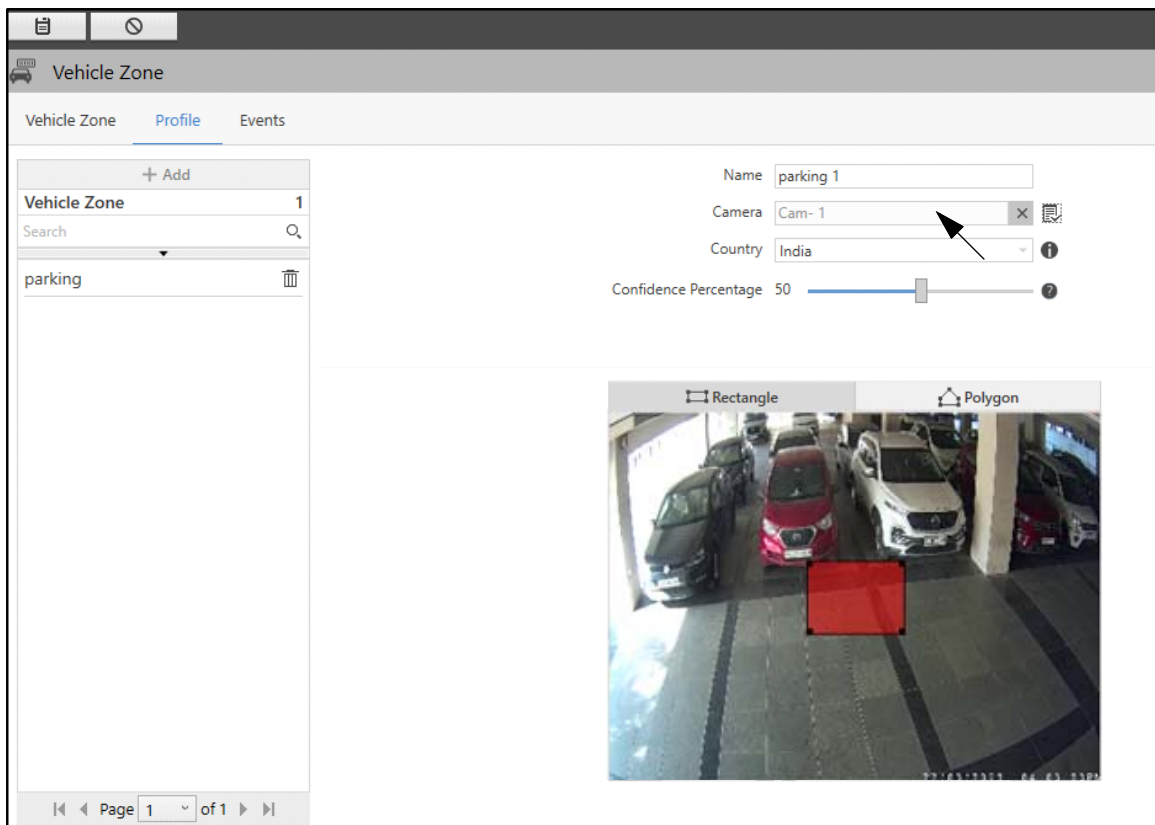 Vehicle Zone
Vehicle Zone Profile Events
+ Add
Vehicle Zone 1
Search
parking
Page 1 of 1
Name parking 1
Camera Cam- 1
Country India
Confidence Percentage 50
Rectangle Polygon